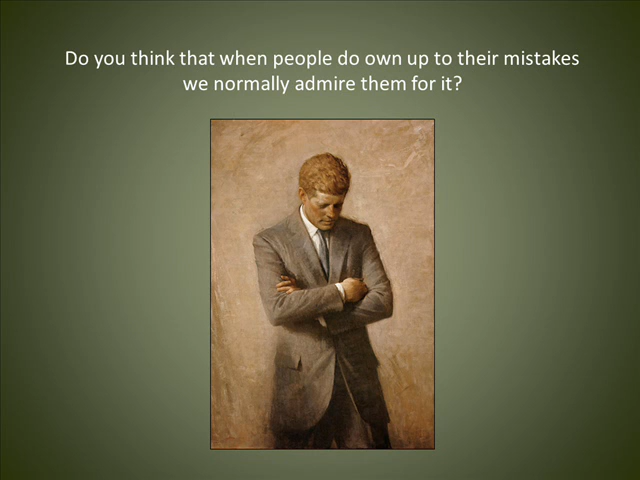 Do you think that when people do own up to their mistakes
we normally admire them for it?